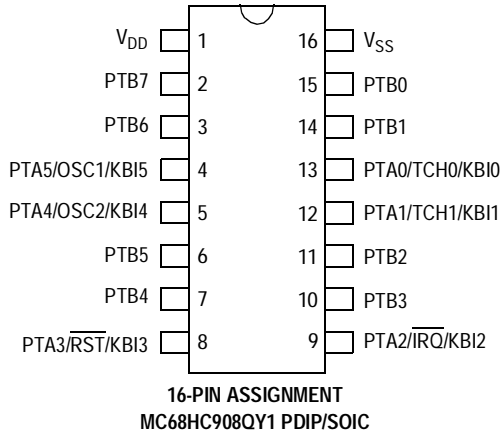 V_DD 1 16 V_SS
PTB7 2 15 PTB0
PTB6 3 14 PTB1
PTA5/OSC1/KBI5 4 13 PTA0/TCH0/KBI0
PTA4/OSC2/KBI4 5 12 PTA1/TCH1/KBI1
PTB5 6 11 PTB2
PTB4 7 10 PTB3
PTA3/R̅S̅T̅/KBI3 8 9 PTA2/I̅R̅Q̅/KBI2
16-PIN ASSIGNMENT
MC68HC908QY1 PDIP/SOIC